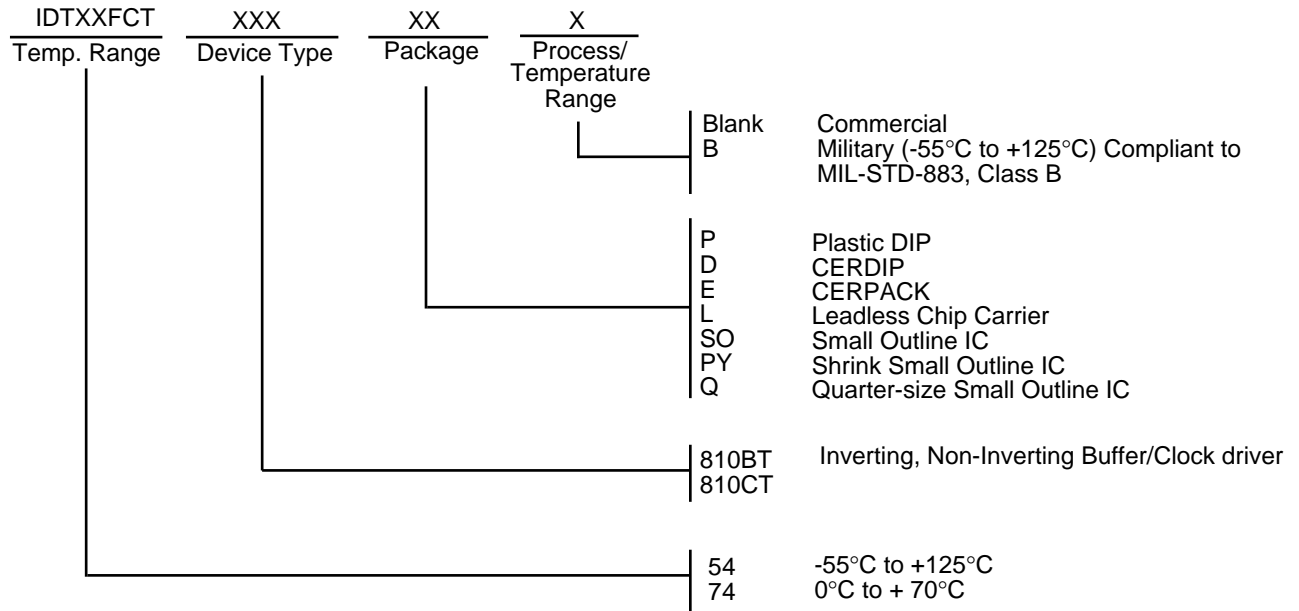 IDTXXFCT XXX XX X
Temp. Range Device Type Package Process/
Temperature
Range
Blank Commercial
B Military (-55°C to +125°C) Compliant to
MIL-STD-883, Class B
P Plastic DIP
D CERDIP
E CERPACK
L Leadless Chip Carrier
SO Small Outline IC
PY Shrink Small Outline IC
Q Quarter-size Small Outline IC
810BT Inverting, Non-Inverting Buffer/Clock driver
810CT
54 -55°C to +125°C
74 0°C to + 70°C